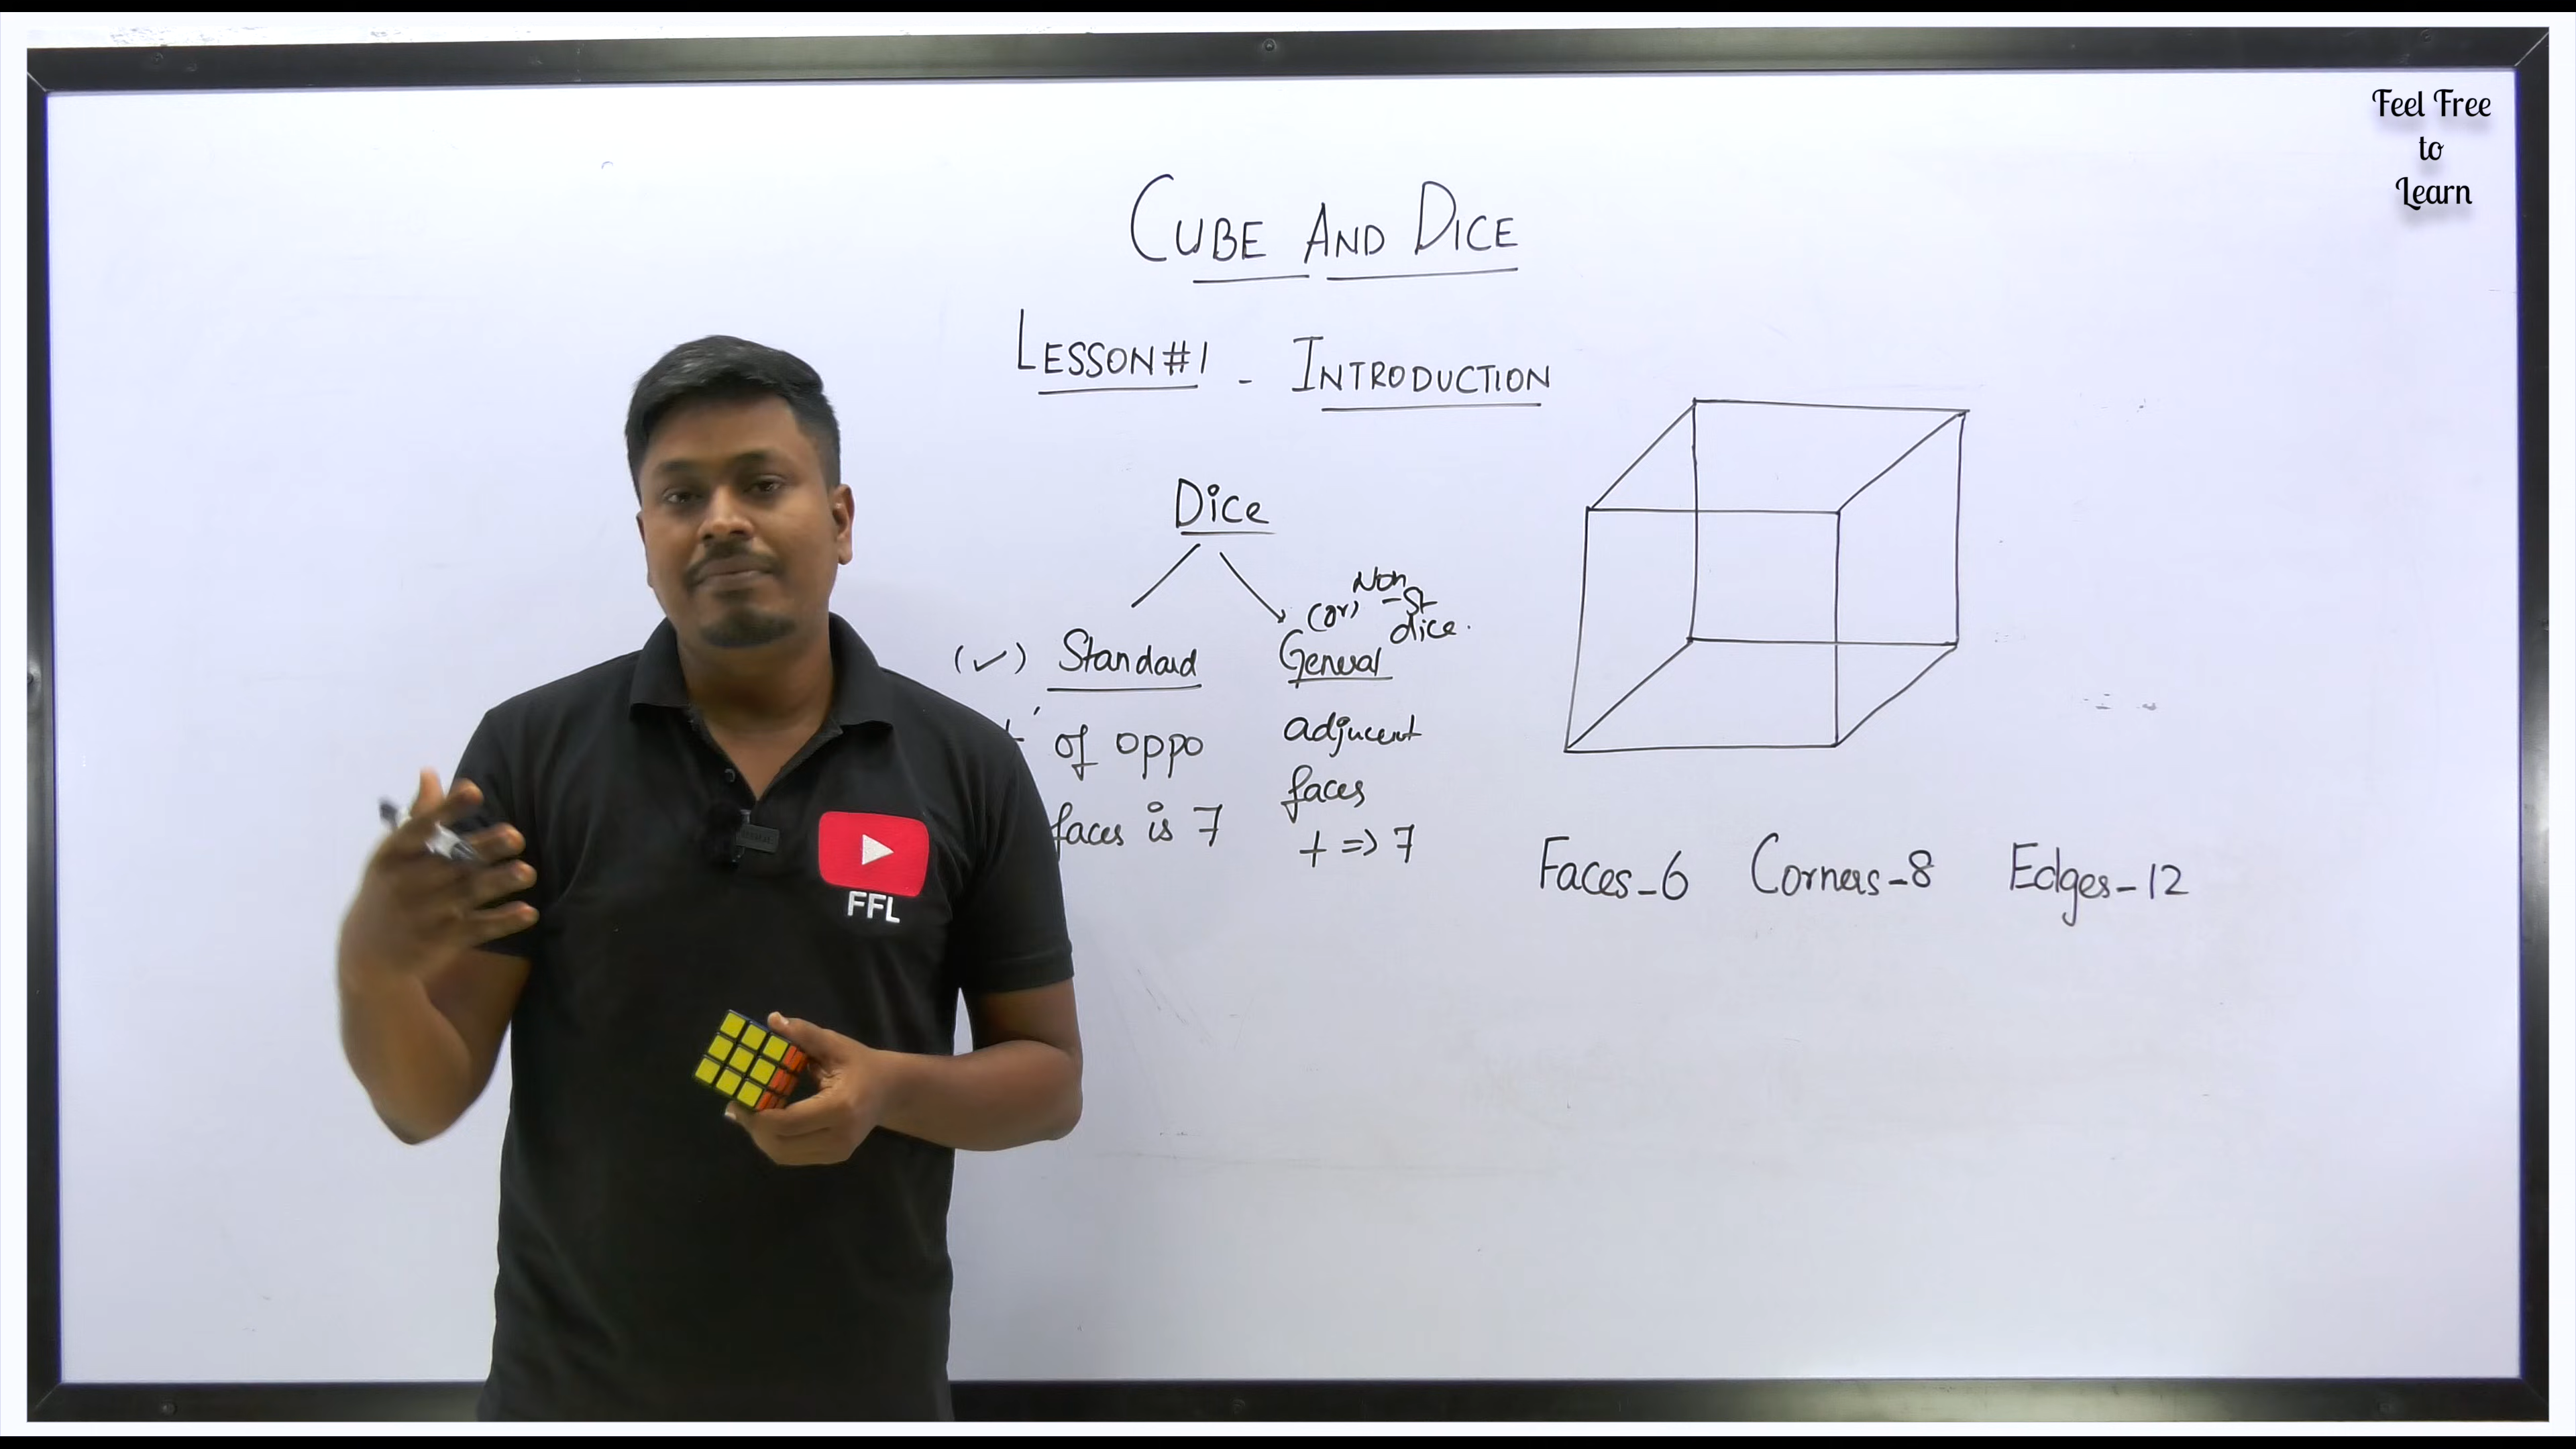 Feel Free
to
Learn
CUBE AND DICE
LESSON#1 - INTRODUCTION
Dice
(✓) Standard
of oppo
faces is 7
(or) Non
-St
dice.
General
adjucent
faces
+ => 7
Faces-6 Corners-8 Edges-12
FFL